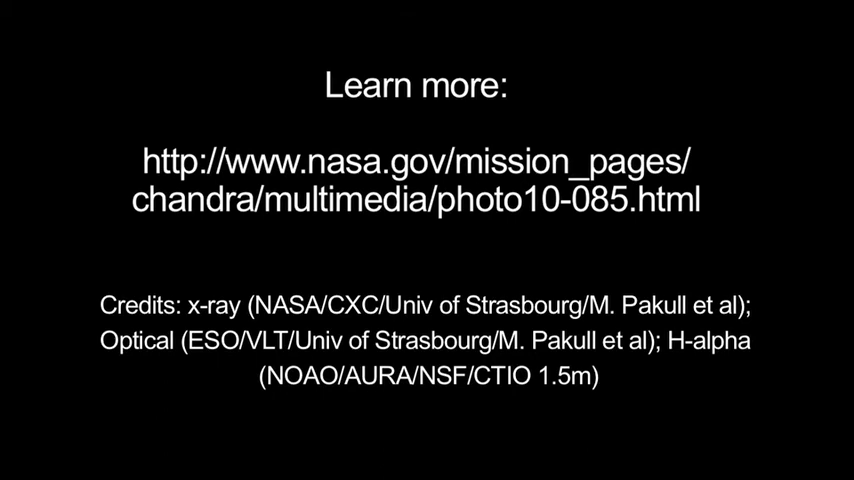 Learn more:
http://www.nasa.gov/mission_pages/
chandra/multimedia/photo10-085.html
Credits: x-ray (NASA/CXC/Univ of Strasbourg/M. Pakull et al);
Optical (ESO/VLT/Univ of Strasbourg/M. Pakull et al); H-alpha
(NOAO/AURA/NSF/CTIO 1.5m)